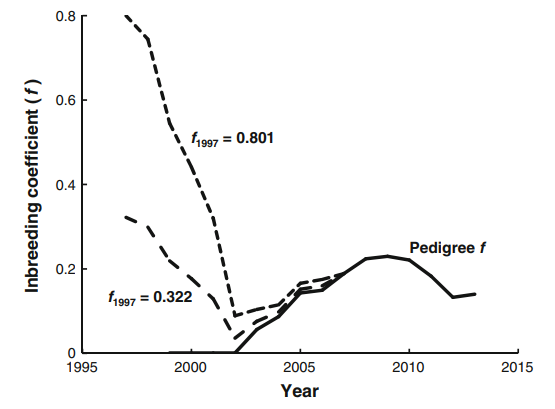 0.8
0.6
0.4
0.2
0
Inbreeding coefficient (f)
f1997 = 0.801
f1997 = 0.322
Pedigree f
1995 2000 2005 2010 2015
Year